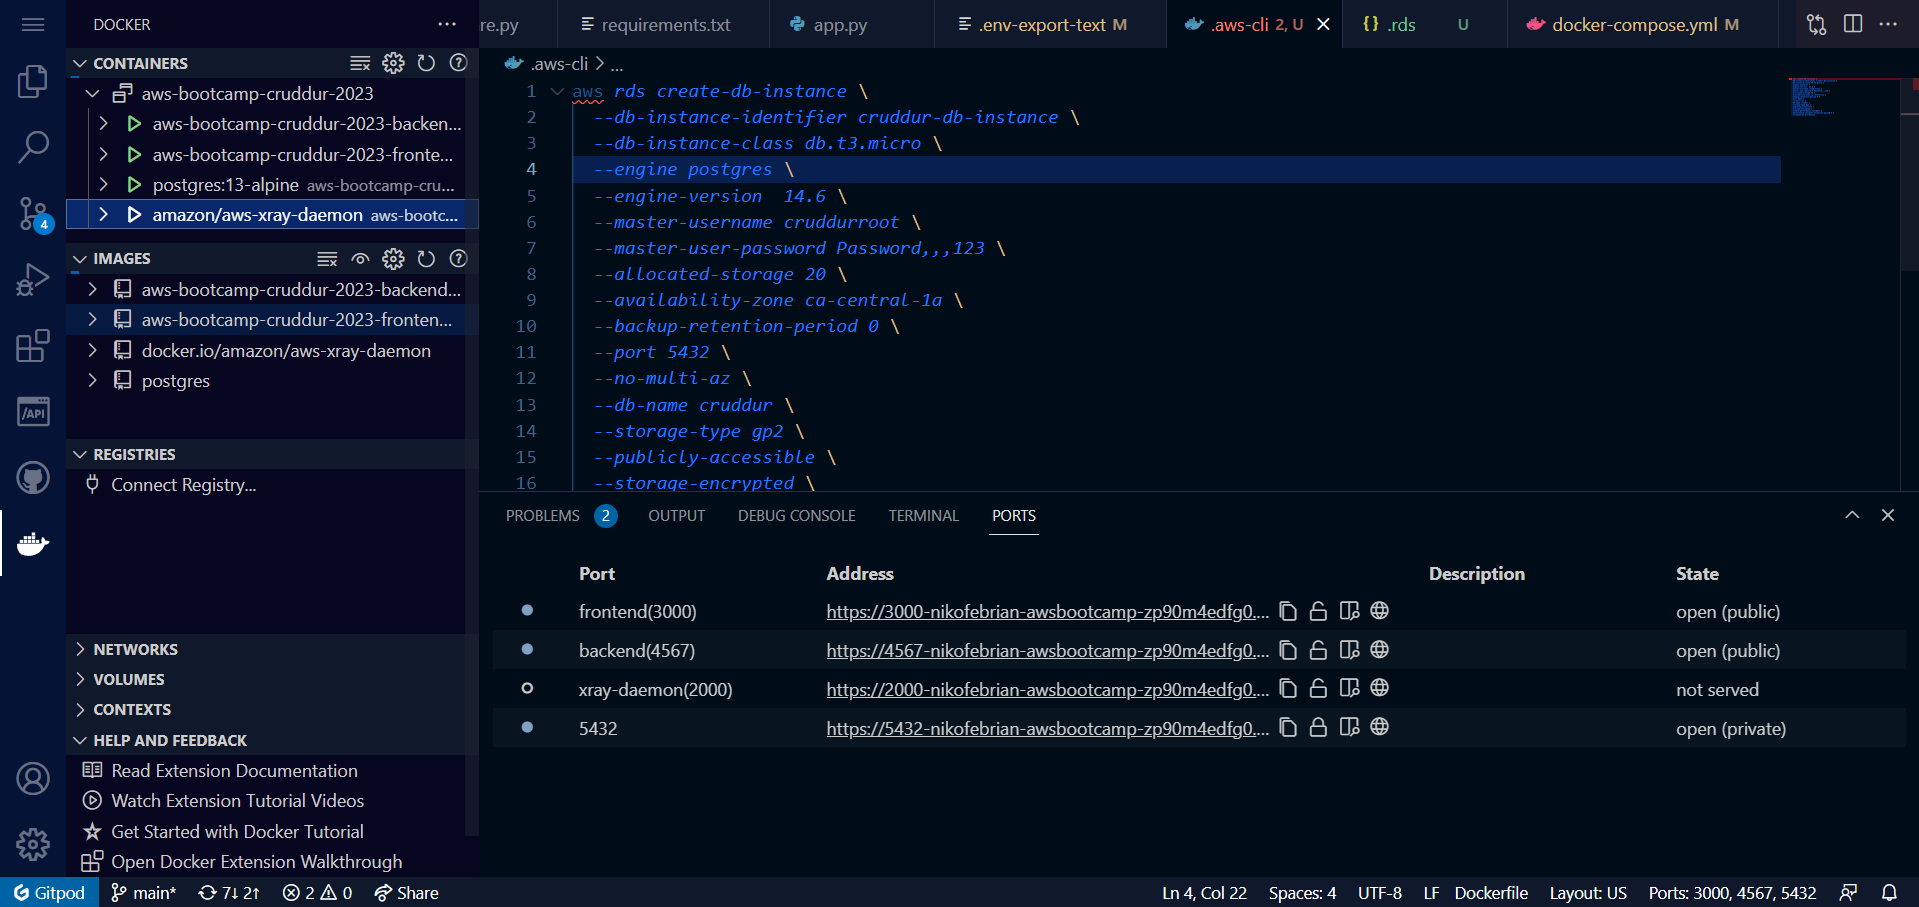 DOCKER
re.py
requirements.txt
app.py
.env-export-text M
.aws-cli 2, U
.rds U
docker-compose.yml M
CONTAINERS
aws-bootcamp-cruddur-2023
aws-bootcamp-cruddur-2023-backen...
aws-bootcamp-cruddur-2023-fronte...
postgres:13-alpine aws-bootcamp-cru...
amazon/aws-xray-daemon aws-bootc...
4
IMAGES
aws-bootcamp-cruddur-2023-backend...
aws-bootcamp-cruddur-2023-fronten...
docker.io/amazon/aws-xray-daemon
postgres
/API
REGISTRIES
Connect Registry...
NETWORKS
VOLUMES
CONTEXTS
HELP AND FEEDBACK
Read Extension Documentation
Watch Extension Tutorial Videos
Get Started with Docker Tutorial
Open Docker Extension Walkthrough
.aws-cli > ...
1 aws rds create-db-instance \
2 --db-instance-identifier cruddur-db-instance \
3 --db-instance-class db.t3.micro \
4 --engine postgres \
5 --engine-version  14.6 \
6 --master-username cruddurroot \
7 --master-user-password Password,,,123 \
8 --allocated-storage 20 \
9 --availability-zone ca-central-1a \
10 --backup-retention-period 0 \
11 --port 5432 \
12 --no-multi-az \
13 --db-name cruddur \
14 --storage-type gp2 \
15 --publicly-accessible \
16 --storage-encrypted \
PROBLEMS 2 OUTPUT DEBUG CONSOLE TERMINAL PORTS
Port Address Description State
frontend(3000) https://3000-nikofebrian-awsbootcamp-zp90m4edfg0.... open (public)
backend(4567) https://4567-nikofebrian-awsbootcamp-zp90m4edfg0.... open (public)
xray-daemon(2000) https://2000-nikofebrian-awsbootcamp-zp90m4edfg0.... not served
5432 https://5432-nikofebrian-awsbootcamp-zp90m4edfg0.... open (private)
Gitpod main* 7↓ 2↑ 2 0 Share Ln 4, Col 22 Spaces: 4 UTF-8 LF Dockerfile Layout: US Ports: 3000, 4567, 5432